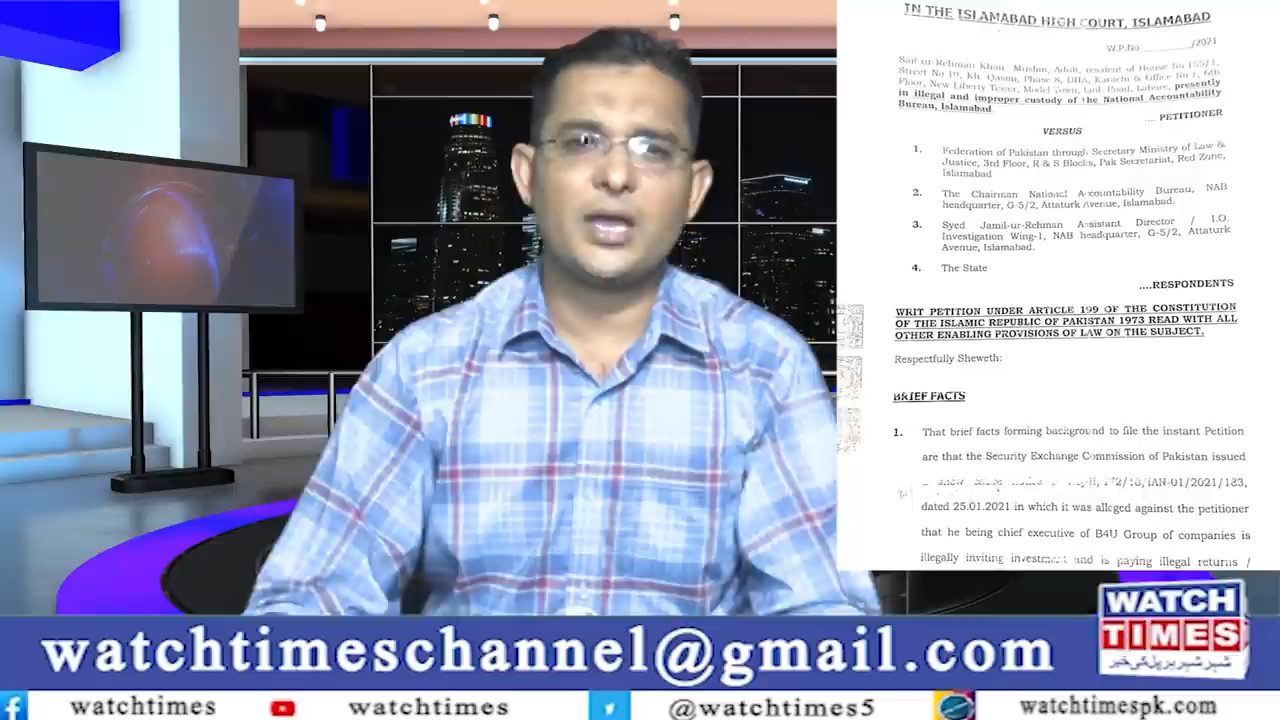 IN THE ISLAMABAD HIGH COURT, ISLAMABAD
W.P.No ________/2021
Saif-ur-Rehman Khan Muslim, Adult, resident of House No 155/1,
Street No 19, Kh Qasim, Phase 8, DHA, Karachi & Office No 1, 6th
Floor, New Liberty Tower, Model Town, Link Road, Lahore, presently
in illegal and improper custody of the National Accountability
Bureau, Islamabad
.... PETITIONER
VERSUS
1. Federation of Pakistan through Secretary Ministry of Law &
Justice, 3rd Floor, R & S Blocks, Pak Secretariat, Red Zone,
Islamabad
2. The Chairman National Accountability Bureau, NAB
headquarter, G-5/2, Attaturk Avenue, Islamabad.
3. Syed Jamil-ur-Rehman Assistant Director / I.O.
Investigation Wing-1, NAB headquarter, G-5/2, Attaturk
Avenue, Islamabad.
4. The State
....RESPONDENTS
WRIT PETITION UNDER ARTICLE 199 OF THE CONSTITUTION
OF THE ISLAMIC REPUBLIC OF PAKISTAN 1973 READ WITH ALL
OTHER ENABLING PROVISIONS OF LAW ON THE SUBJECT.
Respectfully Sheweth:
BRIEF FACTS
1. That brief facts forming background to file the instant Petition
are that the Security Exchange Commission of Pakistan issued
/IAN-01/2021/183,
dated 25.01.2021 in which it was alleged against the petitioner
that he being chief executive of B4U Group of companies is
illegally inviting investment and is paying illegal returns /
WATCH
TIMES
watchtimeschannel@gmail.com
watchtimes
watchtimes
@watchtimes5
watchtimespk.com